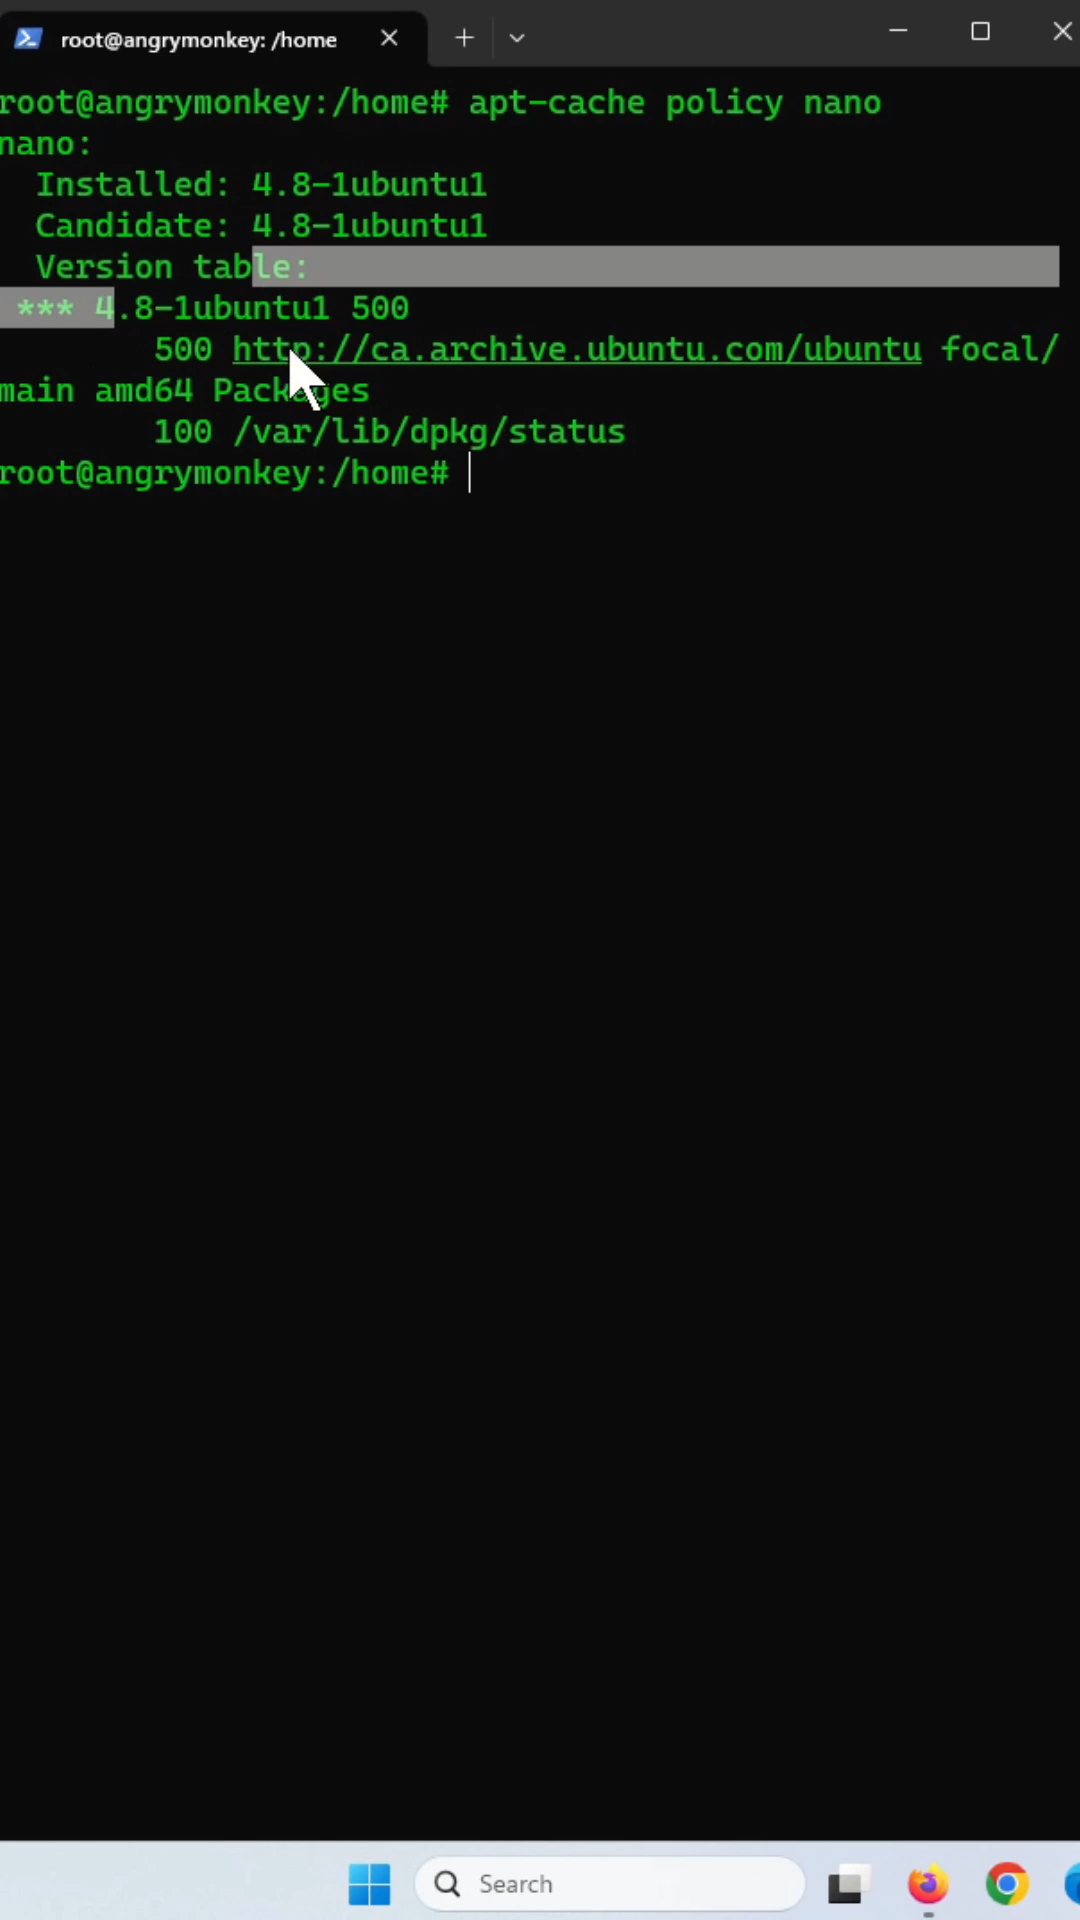 root@angrymonkey: /home
root@angrymonkey:/home# apt-cache policy nano
nano:
  Installed: 4.8-1ubuntu1
  Candidate: 4.8-1ubuntu1
  Version table:
 *** 4.8-1ubuntu1 500
        500 http://ca.archive.ubuntu.com/ubuntu focal/
main amd64 Packages
        100 /var/lib/dpkg/status
root@angrymonkey:/home#
Search